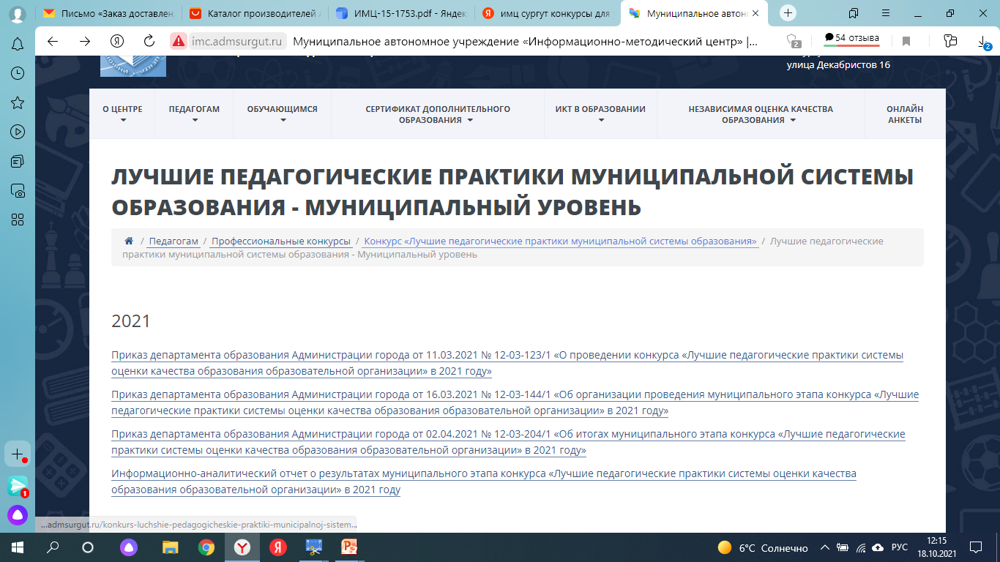 Письмо «Заказ доставлен.
Каталог производителей
ИМЦ-15-1753.pdf - Яндек
имц сургут конкурсы для
Муниципальное автон
imc.admsurgut.ru
Муниципальное автономное учреждение «Информационно-методический центр» |...
2
54 отзыва
2
улица Декабристов 16
О ЦЕНТРЕ
ПЕДАГОГАМ
ОБУЧАЮЩИМСЯ
СЕРТИФИКАТ ДОПОЛНИТЕЛЬНОГО
ОБРАЗОВАНИЯ
ИКТ В ОБРАЗОВАНИИ
НЕЗАВИСИМАЯ ОЦЕНКА КАЧЕСТВА
ОБРАЗОВАНИЯ
ОНЛАЙН
АНКЕТЫ
ЛУЧШИЕ ПЕДАГОГИЧЕСКИЕ ПРАКТИКИ МУНИЦИПАЛЬНОЙ СИСТЕМЫ
ОБРАЗОВАНИЯ - МУНИЦИПАЛЬНЫЙ УРОВЕНЬ
/ Педагогам / Профессиональные конкурсы / Конкурс «Лучшие педагогические практики муниципальной системы образования» / Лучшие педагогические
практики муниципальной системы образования - Муниципальный уровень
2021
Приказ департамента образования Администрации города от 11.03.2021 № 12-03-123/1 «О проведении конкурса «Лучшие педагогические практики системы
оценки качества образования образовательной организации» в 2021 году»
Приказ департамента образования Администрации города от 16.03.2021 № 12-03-144/1 «Об организации проведения муниципального этапа конкурса «Лучшие
педагогические практики системы оценки качества образования образовательной организации» в 2021 году»
Приказ департамента образования Администрации города от 02.04.2021 № 12-03-204/1 «Об итогах муниципального этапа конкурса «Лучшие педагогические
практики системы оценки качества образования образовательной организации» в 2021 году»
Информационно-аналитический отчет о результатах муниципального этапа конкурса «Лучшие педагогические практики системы оценки качества
образования образовательной организации» в 2021 году
1
...admsurgut.ru/konkurs-luchshie-pedagogicheskie-praktiki-municipalnoj-sistem...
6°C Солнечно
РУС
12:15
18.10.2021